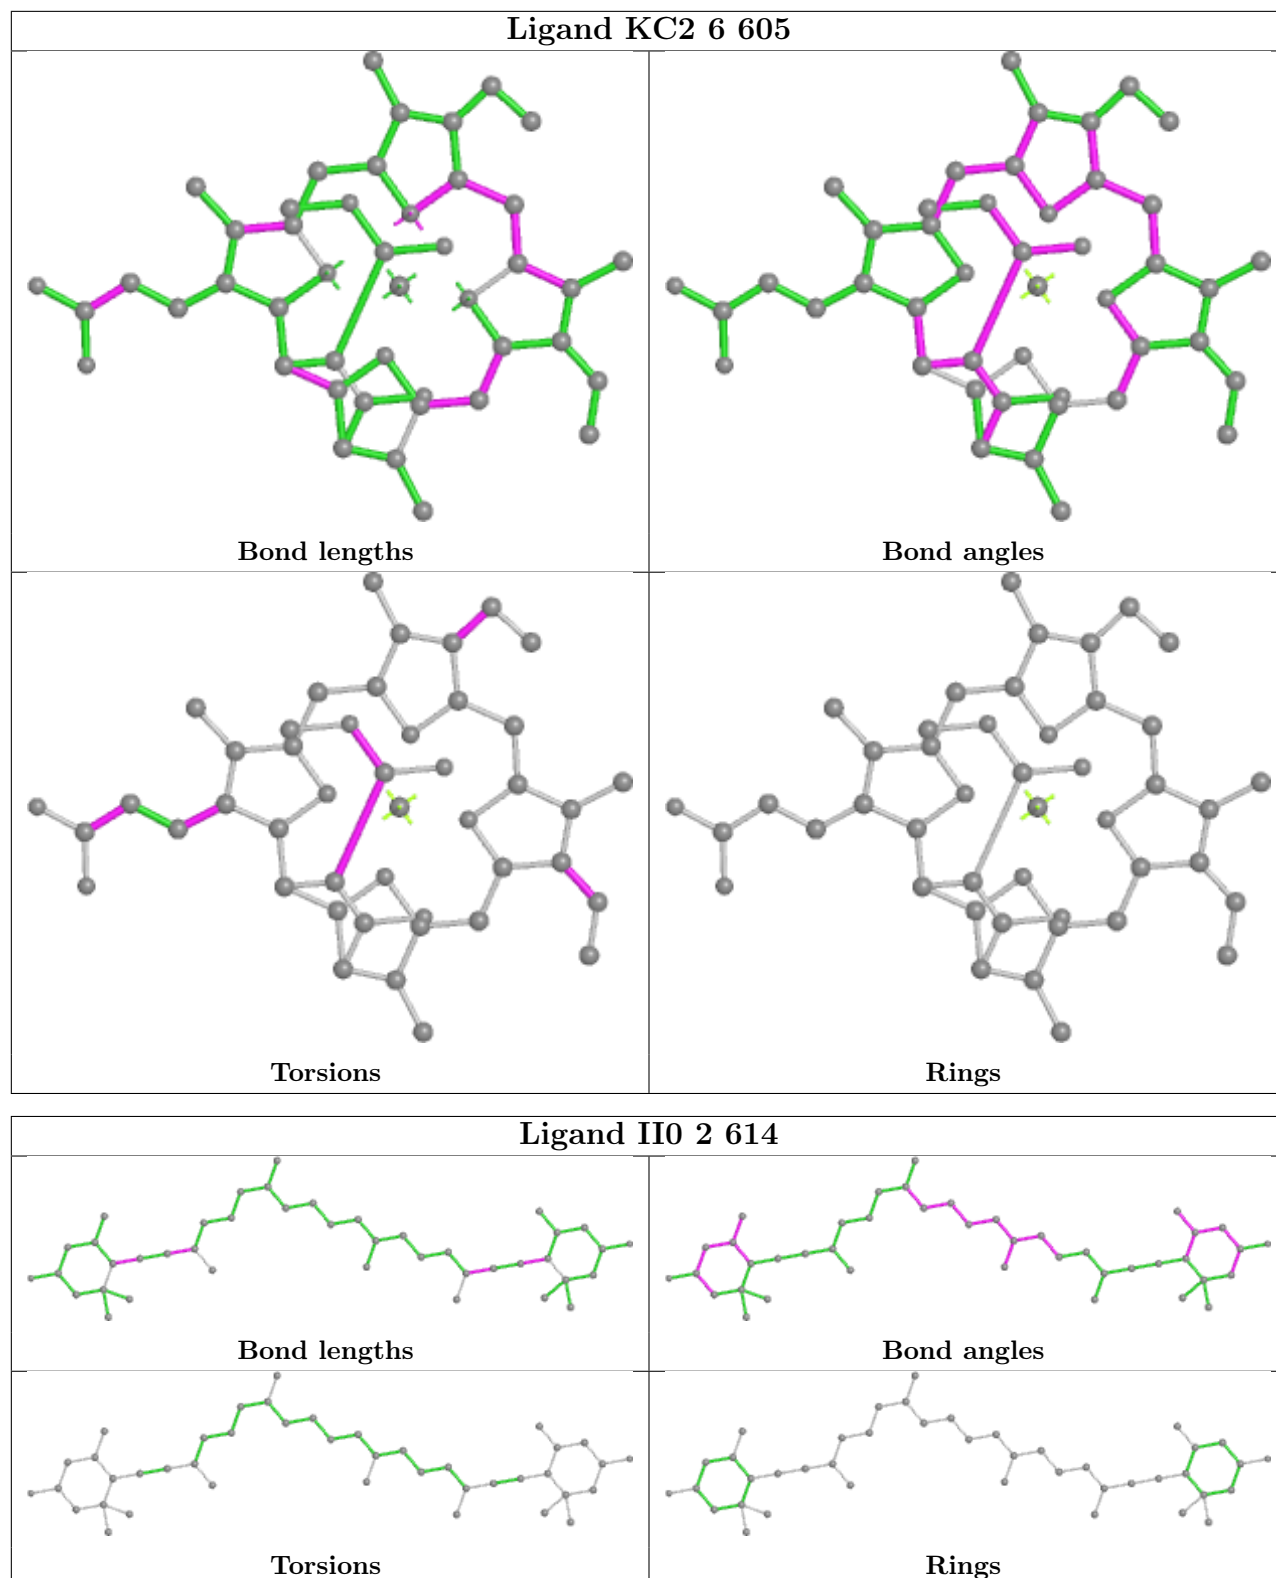 Ligand KC2 6 605
Bond lengths
Bond angles
Torsions
Rings
Ligand II0 2 614
Bond lengths
Bond angles
Torsions
Rings